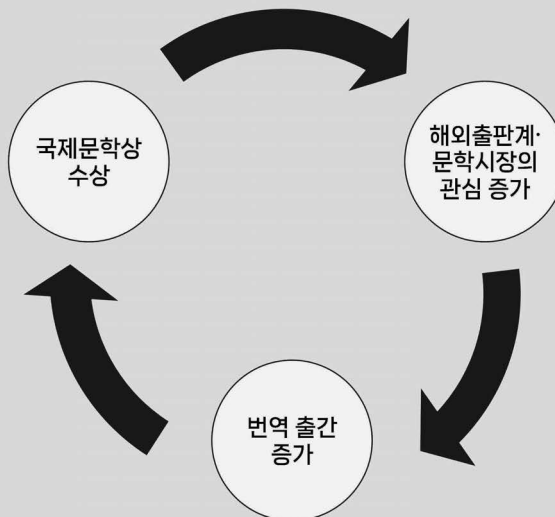 국제문학상
수상
해외출판계·
문학시장의
관심 증가
번역 출간
증가